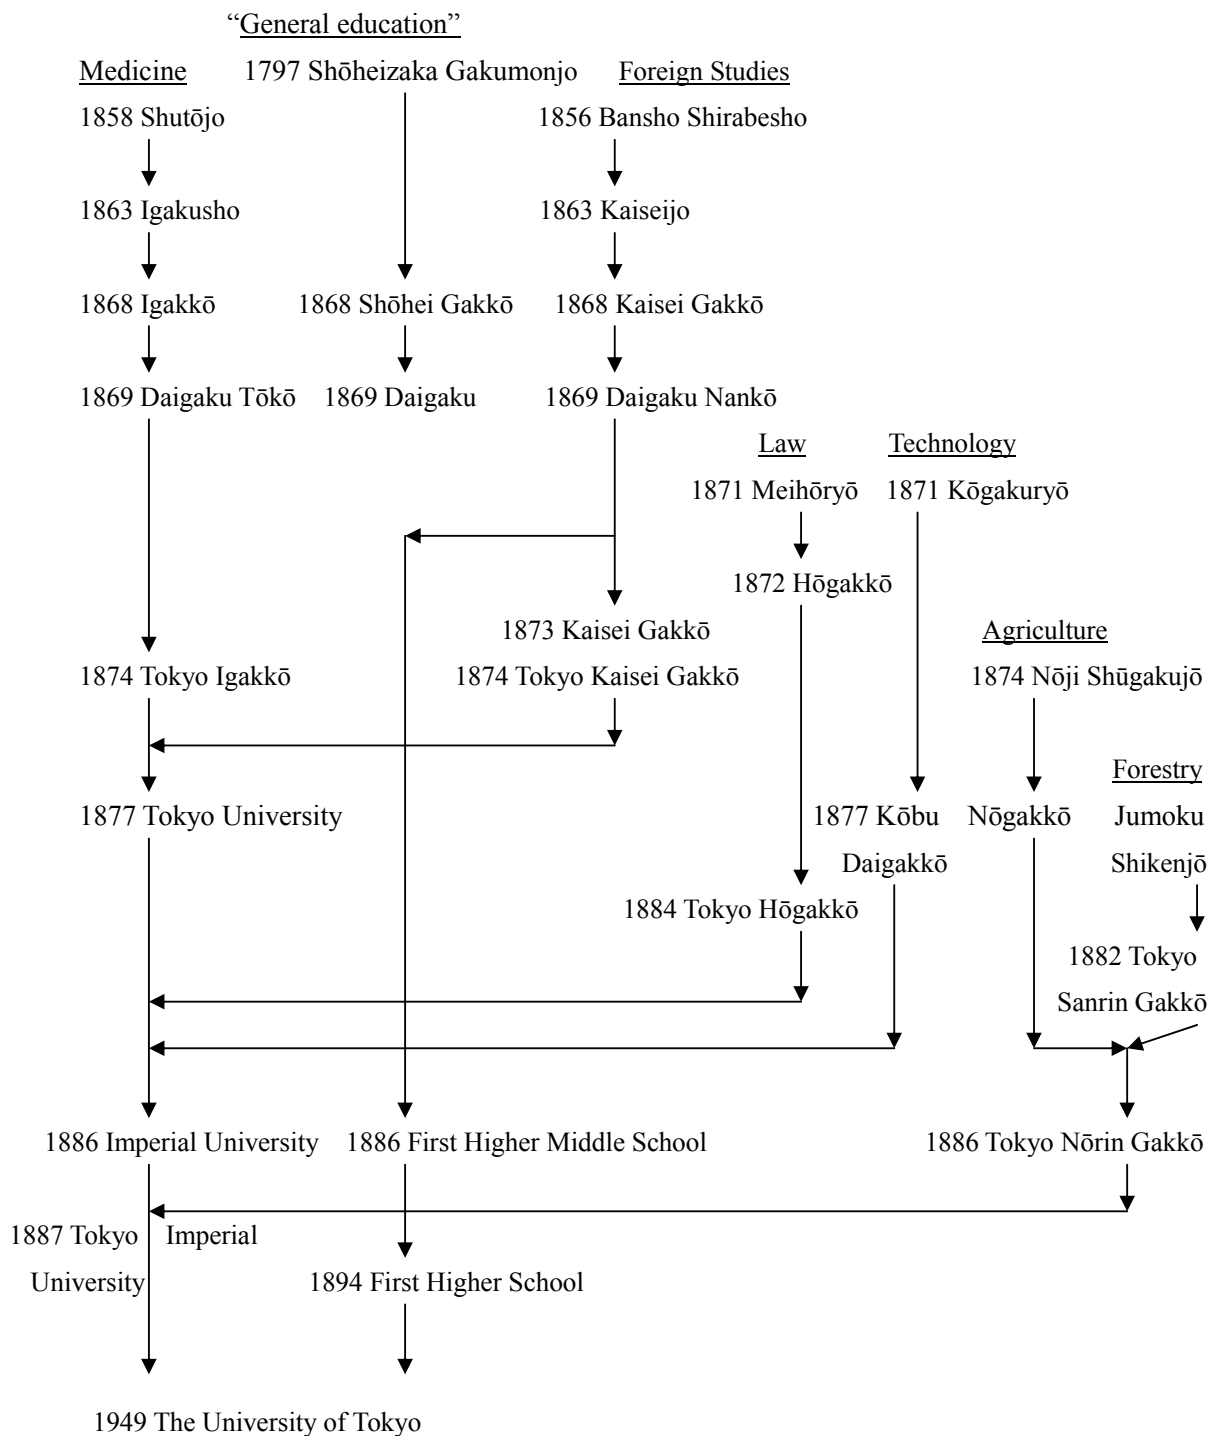 “General education”
Medicine 1797 Shōheizaka Gakumonjo Foreign Studies
1858 Shutōjo 1856 Bansho Shirabesho
1863 Igakusho 1863 Kaiseijo
1868 Igakkō 1868 Shōhei Gakkō 1868 Kaisei Gakkō
1869 Daigaku Tōkō 1869 Daigaku 1869 Daigaku Nankō
Law Technology
1871 Meihōryō 1871 Kōgakuryō
1872 Hōgakkō
1873 Kaisei Gakkō Agriculture
1874 Tokyo Igakkō 1874 Tokyo Kaisei Gakkō 1874 Nōji Shūgakujō
Forestry
1877 Tokyo University 1877 Kōbu Nōgakkō Jumoku
Daigakkō Shikenjō
1884 Tokyo Hōgakkō
1882 Tokyo
Sanrin Gakkō
1886 Imperial University 1886 First Higher Middle School 1886 Tokyo Nōrin Gakkō
1887 Tokyo Imperial
University 1894 First Higher School
1949 The University of Tokyo